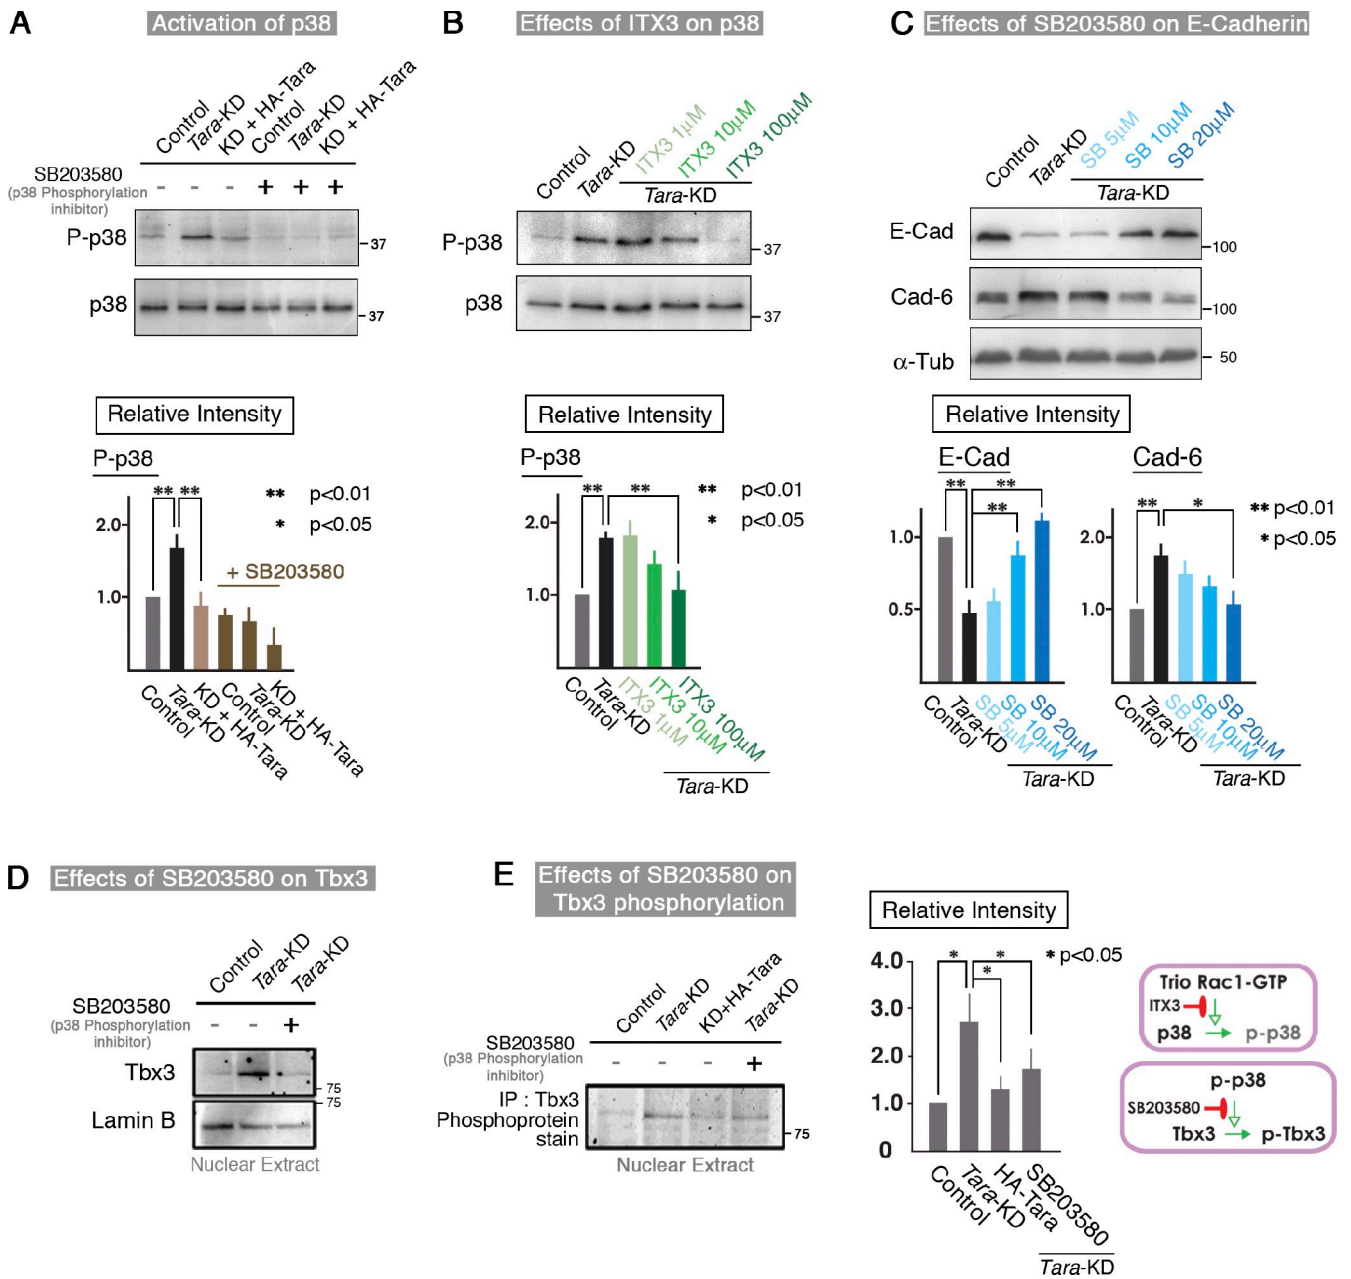 A
Activation of p38
Control
Tara-KD
KD + HA-Tara
Control
Tara-KD
KD + HA-Tara
SB203580
(p38 Phosphorylation
inhibitor)
- - - + + +
P-p38
37
p38
37
Relative Intensity
P-p38
** **
** p<0.01
* p<0.05
2.0
+ SB203580
1.0
Control
Tara-KD
KD + HA-Tara
Control
Tara-KD
KD + HA-Tara
B
Effects of ITX3 on p38
Control
Tara-KD
ITX3 1μM
ITX3 10μM
ITX3 100μM
Tara-KD
P-p38
37
p38
37
Relative Intensity
P-p38
** **
** p<0.01
* p<0.05
2.0
1.0
Control
Tara-KD
ITX3 1μM
ITX3 10μM
ITX3 100μM
Tara-KD
C
Effects of SB203580 on E-Cadherin
Control
Tara-KD
SB 5μM
SB 10μM
SB 20μM
Tara-KD
E-Cad
100
Cad-6
100
α-Tub
50
Relative Intensity
E-Cad
** **
**
1.0
0.5
Control
Tara-KD
SB 5μM
SB 10μM
SB 20μM
Tara-KD
Cad-6
** *
** p<0.01
* p<0.05
2.0
1.0
Control
Tara-KD
SB 5μM
SB 10μM
SB 20μM
Tara-KD
D
Effects of SB203580 on Tbx3
Control
Tara-KD
Tara-KD
SB203580
(p38 Phosphorylation
inhibitor)
- - +
Tbx3
75
75
Lamin B
Nuclear Extract
E
Effects of SB203580 on
Tbx3 phosphorylation
Control
Tara-KD
KD+HA-Tara
Tara-KD
SB203580
(p38 Phosphorylation
inhibitor)
- - - +
IP : Tbx3
Phosphoprotein
stain
75
Nuclear Extract
Relative Intensity
* *
*
* p<0.05
4.0
3.0
2.0
1.0
0
Control
Tara-KD
HA-Tara
SB203580
Tara-KD
Trio Rac1-GTP
ITX3
p38 p-p38
p-p38
SB203580
Tbx3 p-Tbx3